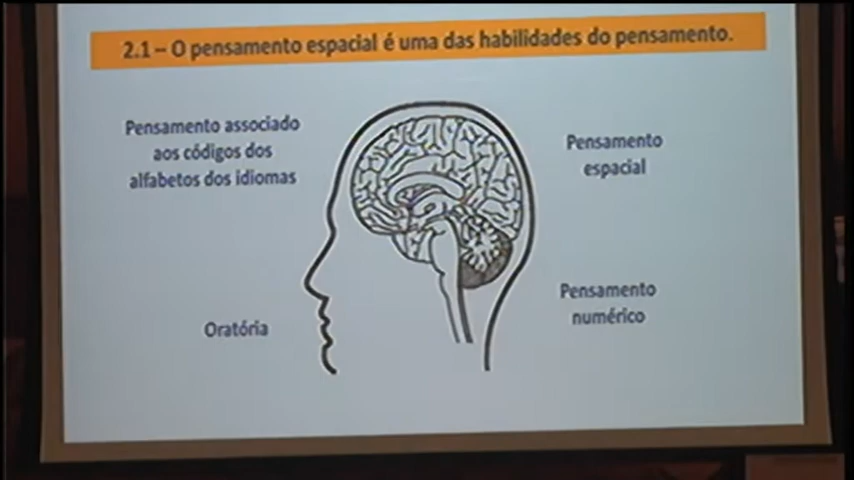 2.1 – O pensamento espacial é uma das habilidades do pensamento.
Pensamento associado
aos códigos dos
alfabetos dos idiomas
Pensamento
espacial
Oratória
Pensamento
numérico